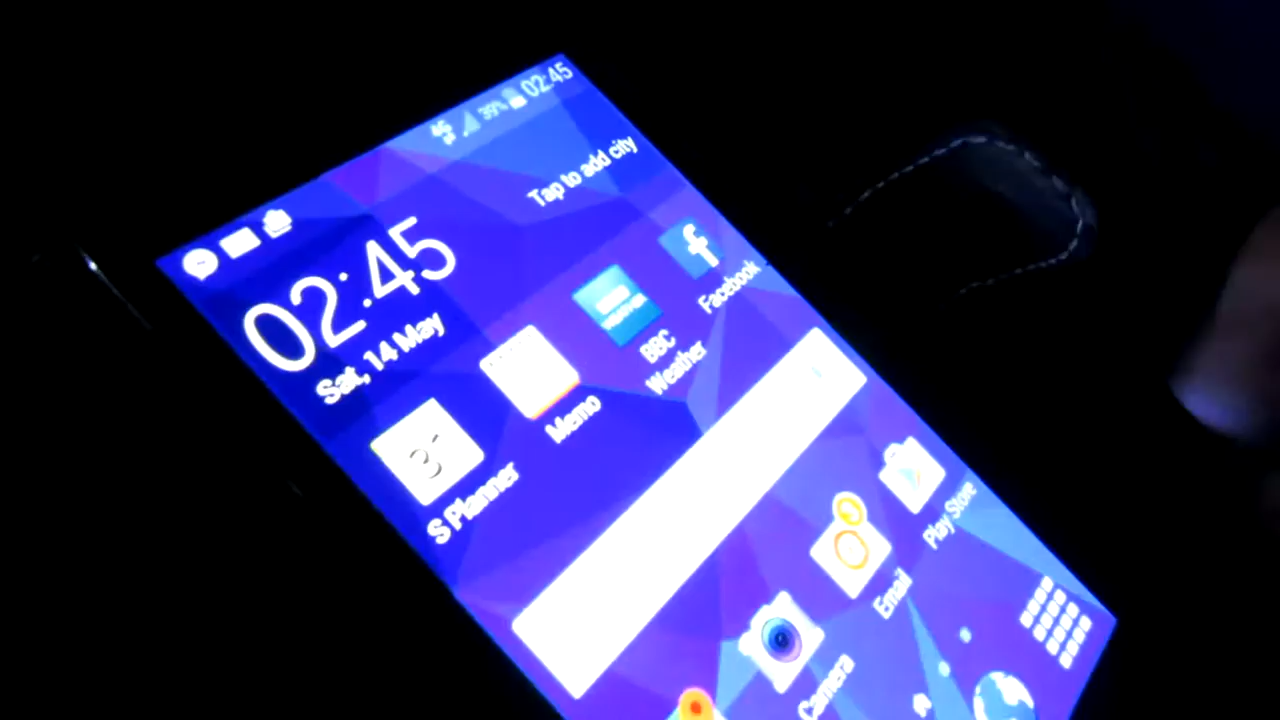 4G 39% 02:45
Tap to add city
02:45
Sat, 14 May
S Planner
Memo
BBC
Weather
Facebook
Camera
Email
Play Store